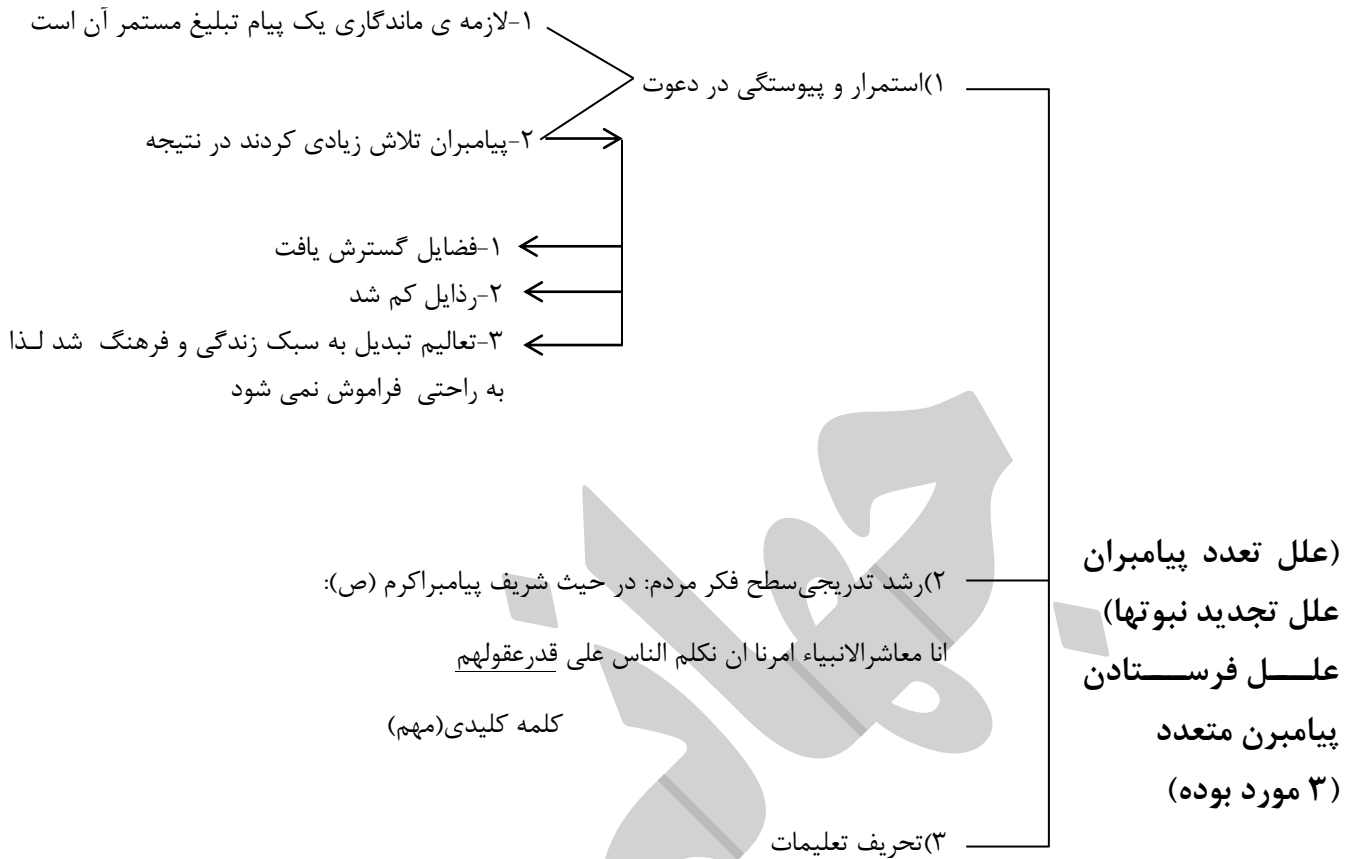 ۱-لازمه ی ماندگاری یک پیام تبلیغ مستمر آن است
۱)استمرار و پیوستگی در دعوت
۲-پیامبران تلاش زیادی کردند در نتیجه
۱-فضایل گسترش یافت
۲-رذایل کم شد
۳-تعالیم تبدیل به سبک زندگی و فرهنگ شد لـذا
به راحتی فراموش نمی شود
(علل تعدد پیامبران
علل تجدید نبوتها)
علـــل فرســـتادن
پیامبرن متعدد
(۳ مورد بوده)
۲)رشد تدریجی‌سطح فکر مردم: در حیث شریف پیامبراکرم (ص):
انا معاشرالانبیاء امرنا ان نکلم الناس علی قدرعقولهم
کلمه کلیدی(مهم)
۳)تحریف تعلیمات